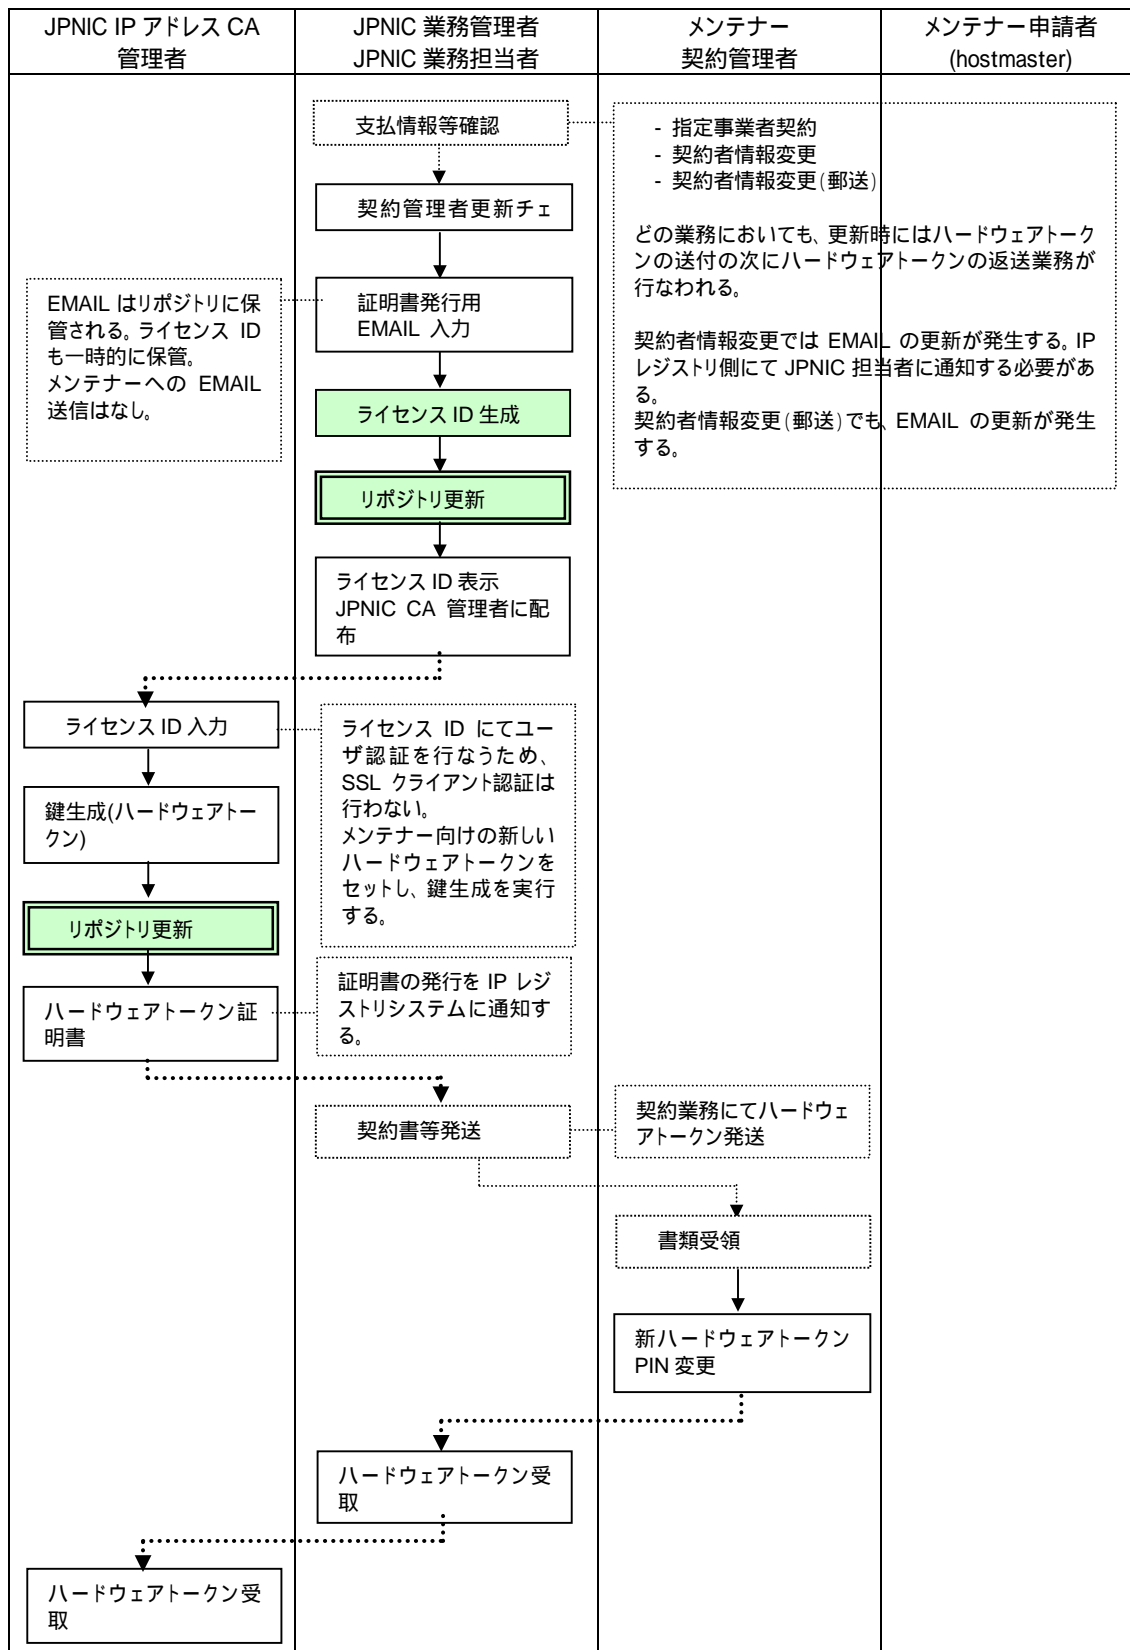 JPNIC IP アドレス CA
管理者
JPNIC 業務管理者
JPNIC 業務担当者
メンテナー
契約管理者
メンテナー申請者
(hostmaster)
支払情報等確認
- 指定事業者契約
- 契約者情報変更
- 契約者情報変更(郵送)
どの業務においても、更新時にはハードウェアトーク
ンの送付の次にハードウェアトークンの返送業務が
行なわれる。
契約者情報変更では EMAIL の更新が発生する。IP
レジストリ側にて JPNIC 担当者に通知する必要があ
る。
契約者情報変更(郵送)でも、EMAIL の更新が発生
する。
契約管理者更新チェ
EMAIL はリポジトリに保
管される。ライセンス ID
も一時的に保管。
メンテナーへの EMAIL
送信はなし。
証明書発行用
EMAIL 入力
ライセンス ID 生成
リポジトリ更新
ライセンス ID 表示
JPNIC CA 管理者に配
布
ライセンス ID 入力
ライセンス ID にてユー
ザ認証を行なうため、
SSL クライアント認証は
行わない。
メンテナー向けの新しい
ハードウェアトークンを
セットし、鍵生成を実行
する。
鍵生成(ハードウェアトー
クン)
リポジトリ更新
ハードウェアトークン証
明書
証明書の発行を IP レジ
ストリシステムに通知す
る。
契約書等発送
契約業務にてハードウェ
アトークン発送
書類受領
新ハードウェアトークン
PIN 変更
ハードウェアトークン受
取
ハードウェアトークン受
取